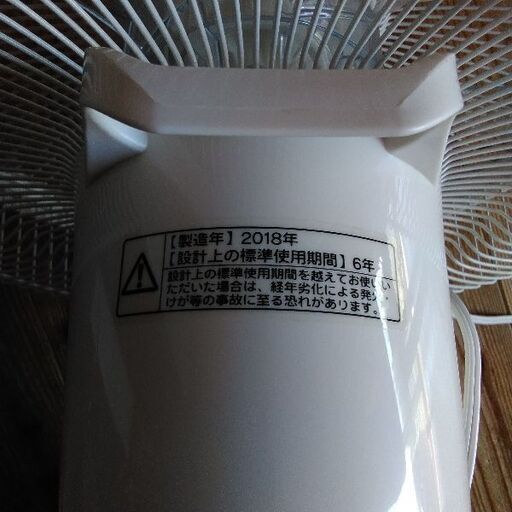 【製造年】2018年
【設計上の標準使用期間】6年
設計上の標準使用期間を越えてお使いい
ただいた場合は、経年劣化による発火・
けが等の事故に至る恐れがあります。